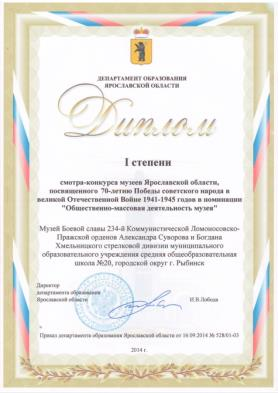 ДЕПАРТАМЕНТ ОБРАЗОВАНИЯ
ЯРОСЛАВСКОЙ ОБЛАСТИ
Диплом
I степени
смотра-конкурса музеев Ярославской области,
посвященного 70-летию Победы советского народа в
великой Отечественной Войне 1941-1945 годов в номинации
"Общественно-массовая деятельность музея"
Музей Боевой славы 234-й Коммунистической Ломоносовско-
Пражской орденов Александра Суворова и Богдана
Хмельницкого стрелковой дивизии муниципального
образовательного учреждения средняя общеобразовательная
школа №20, городской округ г. Рыбинск
Директор
департамента образования
Ярославской области
И.В.Лобода
Приказ департамента образования Ярославской области от 16.09.2014 № 528/01-03
2014 г.